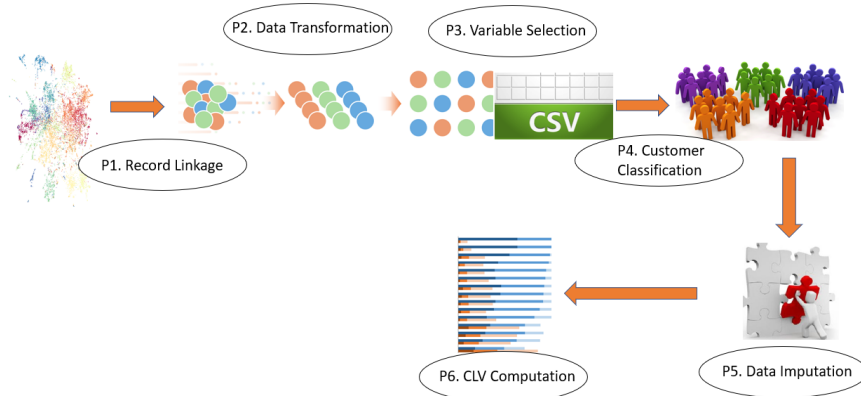 P2. Data Transformation
P3. Variable Selection
CSV
P1. Record Linkage
P4. Customer
Classification
P6. CLV Computation
P5. Data Imputation